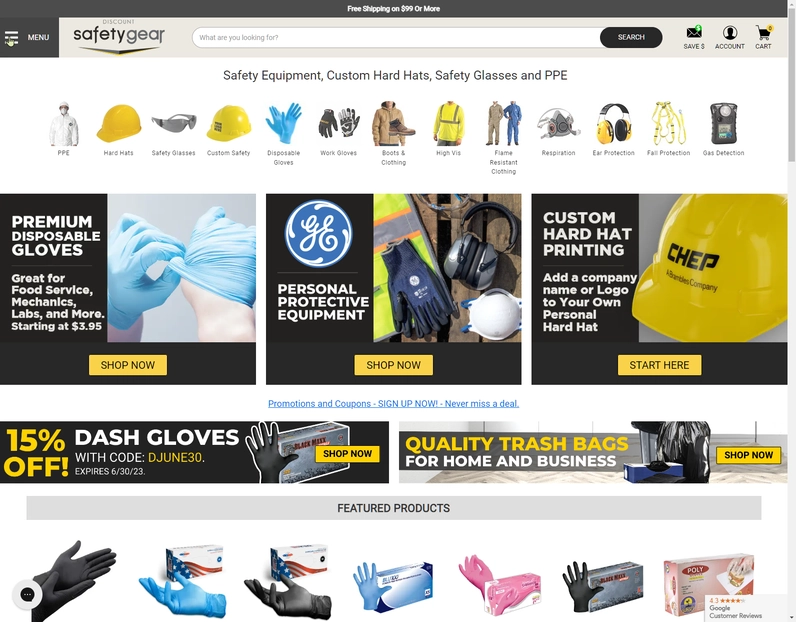 Free Shipping on $99 Or More
MENU
DISCOUNT
safetygear
What are you looking for?
SEARCH
SAVE $
ACCOUNT
0
CART
Safety Equipment, Custom Hard Hats, Safety Glasses and PPE
PPE
Hard Hats
Safety Glasses
Custom Safety
Disposable
Gloves
Work Gloves
Boots &
Clothing
High Vis
Flame
Resistant
Clothing
Respiration
Ear Protection
Fall Protection
Gas Detection
PREMIUM
DISPOSABLE
GLOVES
Great for
Food Service,
Mechanics,
Labs, and More.
Starting at $3.95
SHOP NOW
GE
PERSONAL
PROTECTIVE
EQUIPMENT
SHOP NOW
CUSTOM
HARD HAT
PRINTING
Add a company
name or Logo
to Your Own
Personal
Hard Hat
CHEP
A Brambles Company
START HERE
Promotions and Coupons - SIGN UP NOW! - Never miss a deal.
15%
OFF!
DASH GLOVES
WITH CODE: DJUNE30.
EXPIRES 6/30/23.
BLACK MAXX
SHOP NOW
QUALITY TRASH BAGS
FOR HOME AND BUSINESS
SHOP NOW
FEATURED PRODUCTS
BLACK MAXX
POLY
4.3
Google
Customer Reviews